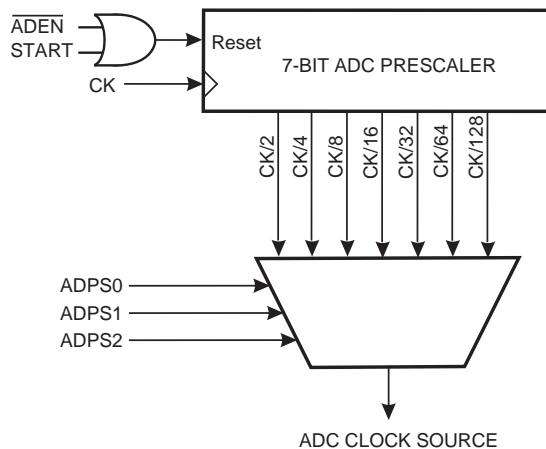 ADEN
START
Reset
7-BIT ADC PRESCALER
CK
CK/2
CK/4
CK/8
CK/16
CK/32
CK/64
CK/128
ADPS0
ADPS1
ADPS2
ADC CLOCK SOURCE